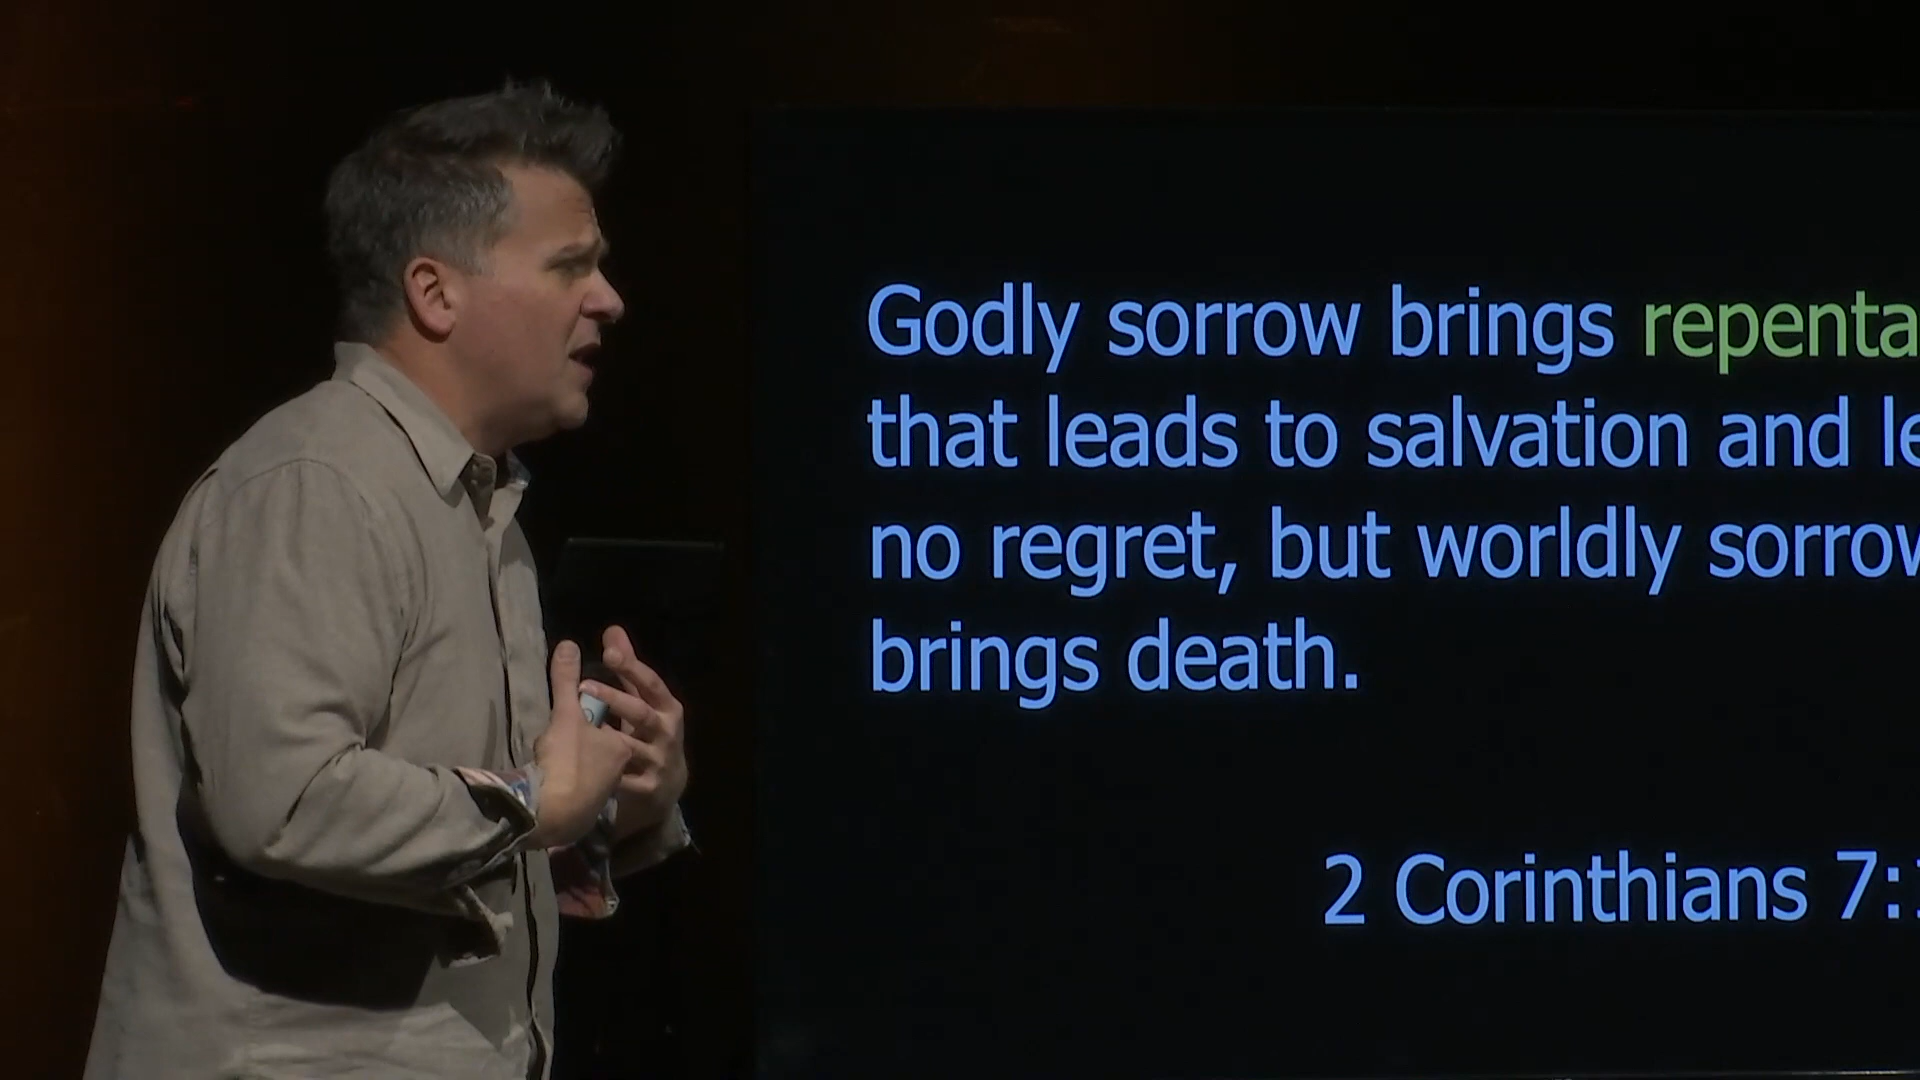 Godly sorrow brings repenta
that leads to salvation and le
no regret, but worldly sorrow
brings death.
2 Corinthians 7: